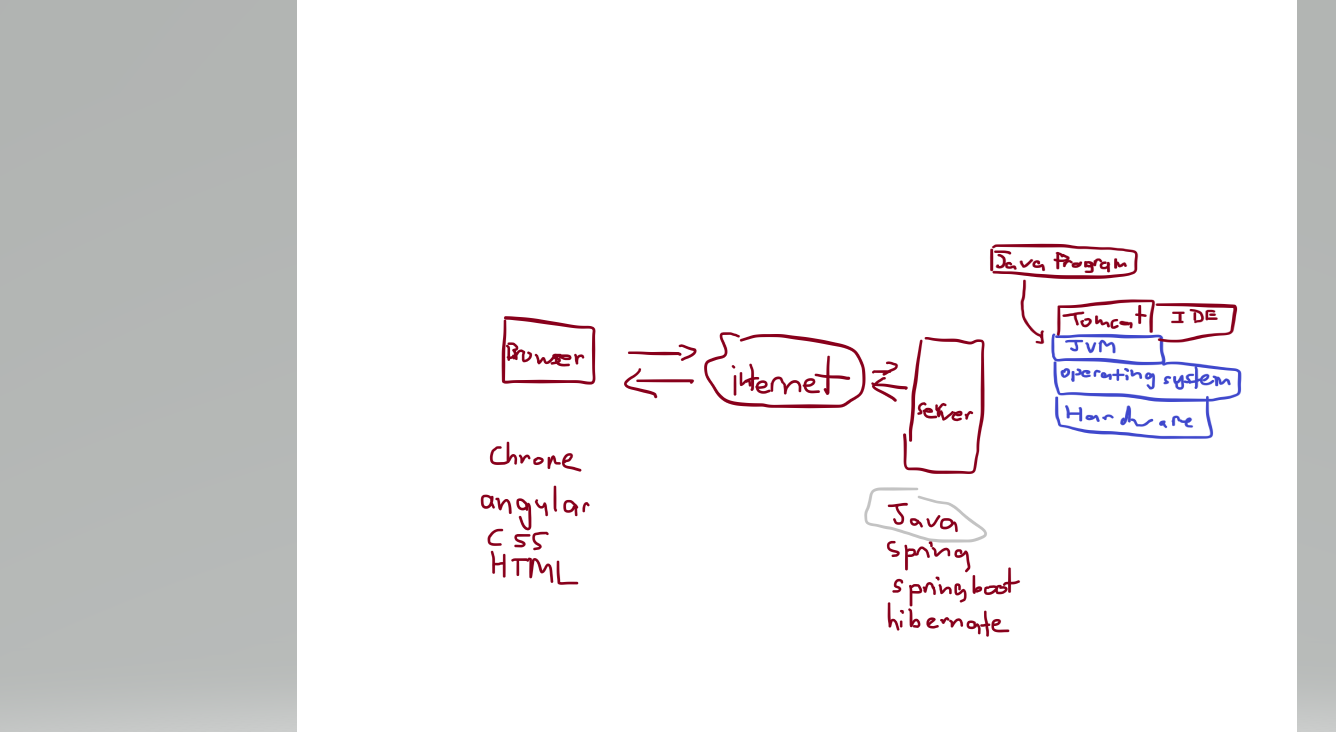 Java Program
Tomcat IDE
JVM
operating system
Hardware
Browser
internet
server
Chrome
angular
CSS
HTML
Java
spring
springboot
hibernate